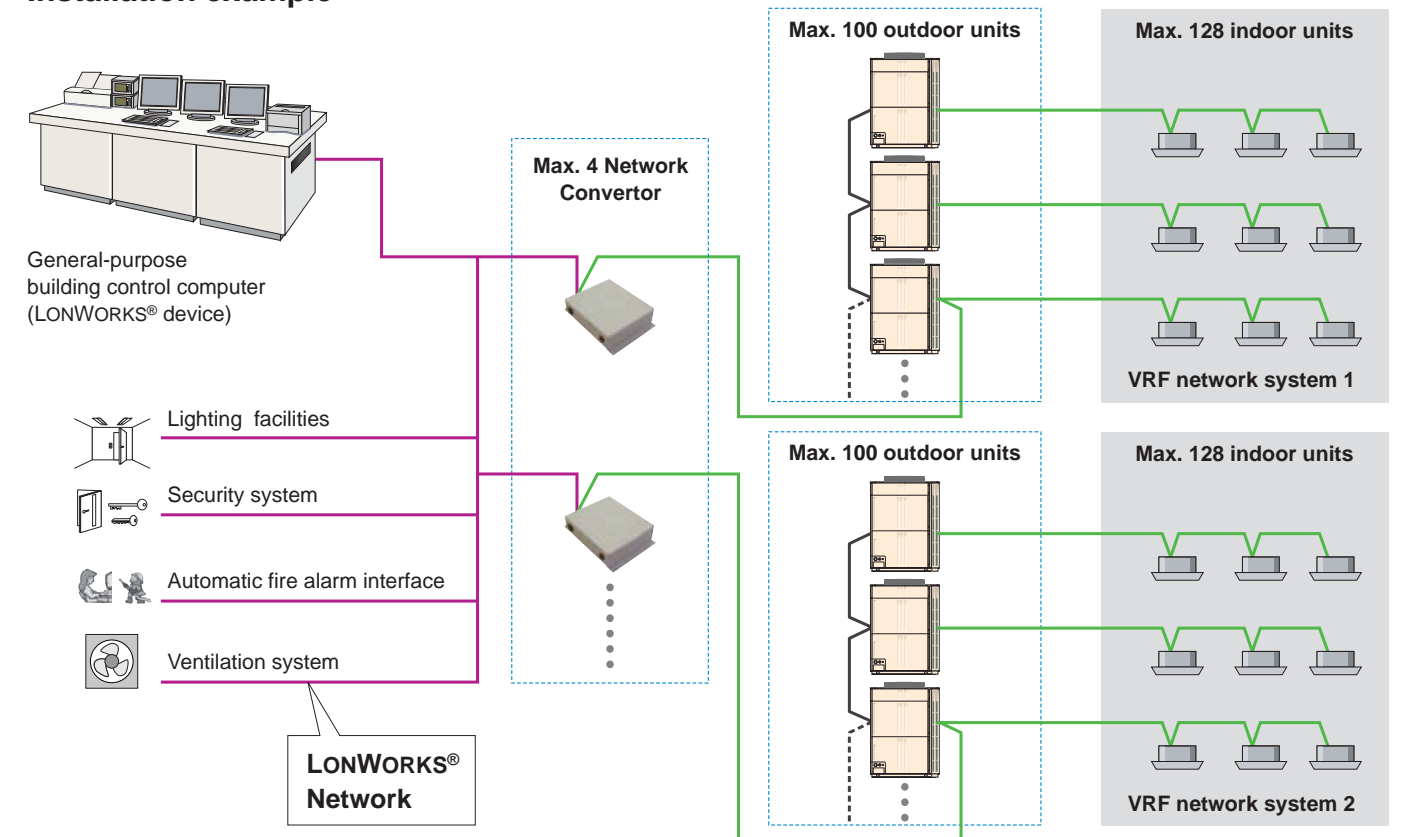 Installation example
Max. 100 outdoor units
Max. 128 indoor units
Max. 4 Network
Convertor
General-purpose
building control computer
(LONWORKS® device)
VRF network system 1
Lighting facilities
Security system
Automatic fire alarm interface
Ventilation system
LONWORKS®
Network
Max. 100 outdoor units
Max. 128 indoor units
VRF network system 2